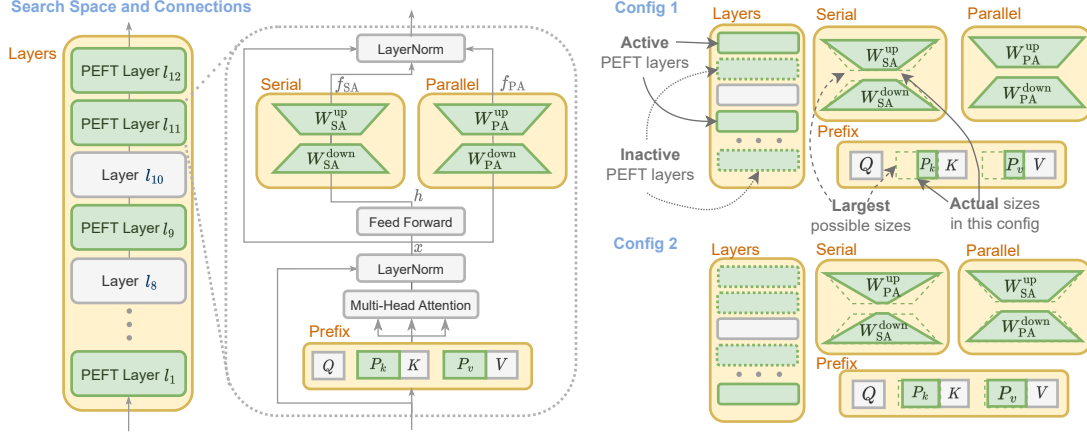 Search Space and Connections
Layers
PEFT Layer l12
PEFT Layer l11
Layer l10
PEFT Layer l9
Layer l8
PEFT Layer l1
LayerNorm
fSA
fPA
Serial
Parallel
W up SA
W up PA
W down SA
W down PA
h
Feed Forward
x
LayerNorm
Multi-Head Attention
Prefix
Q Pk K Pv V
Config 1
Layers
Serial
Parallel
Active
PEFT layers
W up SA
W up PA
W down SA
W down PA
Prefix
Inactive
PEFT layers
Q Pk K Pv V
Largest
possible sizes
Actual sizes
in this config
Config 2
Layers
Serial
Parallel
W up PA
W up SA
W down SA
W down PA
Prefix
Q Pk K Pv V